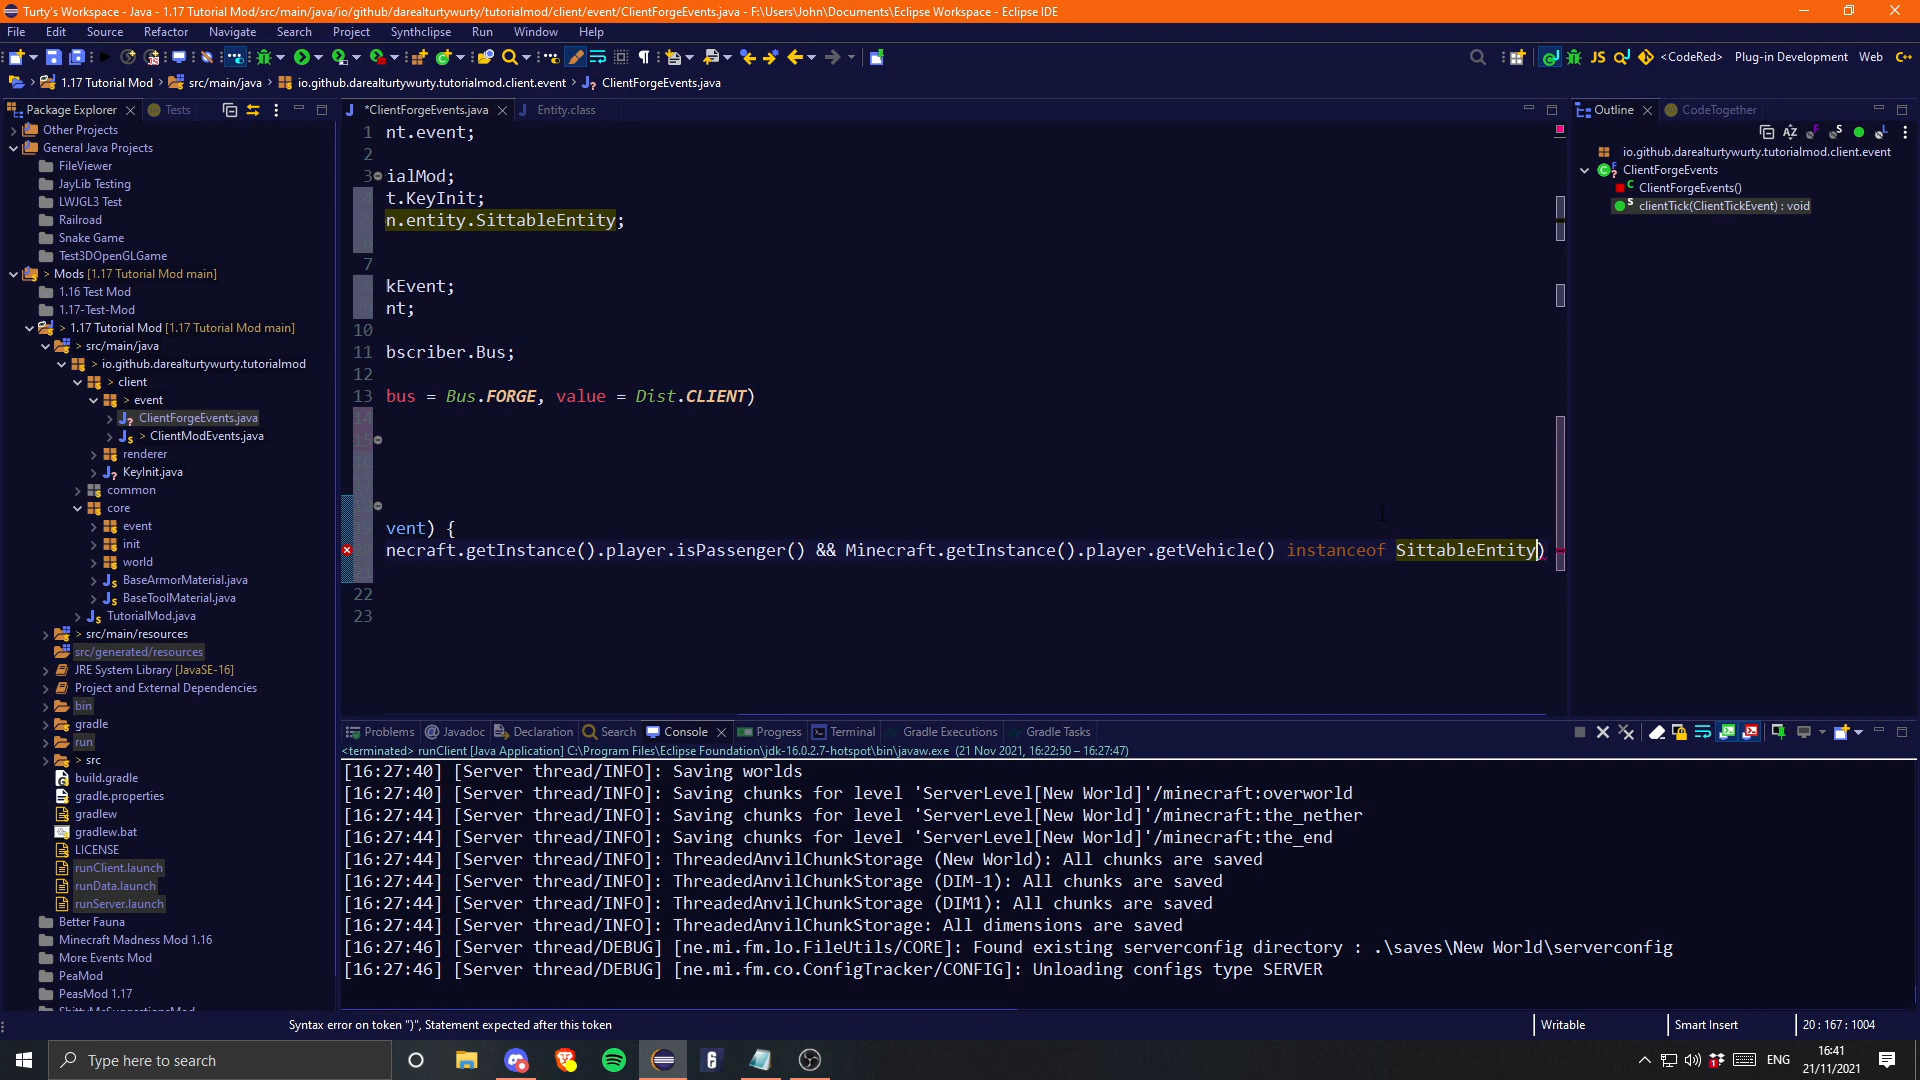 Turty's Workspace - Java - 1.17 Tutorial Mod/src/main/java/io/github/darealturtywurty/tutorialmod/client/event/ClientForgeEvents.java - F:\Users\John\Documents\Eclipse Workspace - Eclipse IDE
File Edit Source Refactor Navigate Search Project Synthclipse Run Window Help
<CodeRed> Plug-in Development Web
1.17 Tutorial Mod src/main/java io.github.darealturtywurty.tutorialmod.client.event ClientForgeEvents.java
Package Explorer Tests
*ClientForgeEvents.java Entity.class
Outline CodeTogether
Other Projects
General Java Projects
FileViewer
JayLib Testing
LWJGL3 Test
Railroad
Snake Game
Test3DOpenGLGame
> Mods [1.17 Tutorial Mod main]
1.16 Test Mod
1.17-Test-Mod
> 1.17 Tutorial Mod [1.17 Tutorial Mod main]
> src/main/java
> io.github.darealturtywurty.tutorialmod
> client
> event
ClientForgeEvents.java
> ClientModEvents.java
renderer
KeyInit.java
common
core
event
init
world
BaseArmorMaterial.java
BaseToolMaterial.java
TutorialMod.java
> src/main/resources
src/generated/resources
JRE System Library [JavaSE-16]
Project and External Dependencies
bin
gradle
run
> src
build.gradle
gradle.properties
gradlew
gradlew.bat
LICENSE
runClient.launch
runData.launch
runServer.launch
Better Fauna
Minecraft Madness Mod 1.16
More Events Mod
PeaMod
PeasMod 1.17
1 nt.event;
2
3 ialMod;
t.KeyInit;
n.entity.SittableEntity;
7
kEvent;
nt;
10
11 bscriber.Bus;
12
13 bus = Bus.FORGE, value = Dist.CLIENT)
14
15
vent) {
necraft.getInstance().player.isPassenger() && Minecraft.getInstance().player.getVehicle() instanceof SittableEntity)
22
23
io.github.darealturtywurty.tutorialmod.client.event
ClientForgeEvents
ClientForgeEvents()
clientTick(ClientTickEvent) : void
Problems Javadoc Declaration Search Console Progress Terminal Gradle Executions Gradle Tasks
<terminated> runClient [Java Application] C:\Program Files\Eclipse Foundation\jdk-16.0.2.7-hotspot\bin\javaw.exe (21 Nov 2021, 16:22:50 – 16:27:47)
[16:27:40] [Server thread/INFO]: Saving worlds
[16:27:40] [Server thread/INFO]: Saving chunks for level 'ServerLevel[New World]'/minecraft:overworld
[16:27:44] [Server thread/INFO]: Saving chunks for level 'ServerLevel[New World]'/minecraft:the_nether
[16:27:44] [Server thread/INFO]: Saving chunks for level 'ServerLevel[New World]'/minecraft:the_end
[16:27:44] [Server thread/INFO]: ThreadedAnvilChunkStorage (New World): All chunks are saved
[16:27:44] [Server thread/INFO]: ThreadedAnvilChunkStorage (DIM-1): All chunks are saved
[16:27:44] [Server thread/INFO]: ThreadedAnvilChunkStorage (DIM1): All chunks are saved
[16:27:44] [Server thread/INFO]: ThreadedAnvilChunkStorage: All dimensions are saved
[16:27:46] [Server thread/DEBUG] [ne.mi.fm.lo.FileUtils/CORE]: Found existing serverconfig directory : .\saves\New World\serverconfig
[16:27:46] [Server thread/DEBUG] [ne.mi.fm.co.ConfigTracker/CONFIG]: Unloading configs type SERVER
Syntax error on token ")", Statement expected after this token
Writable Smart Insert 20 : 167 : 1004
Type here to search
ENG
16:41
21/11/2021